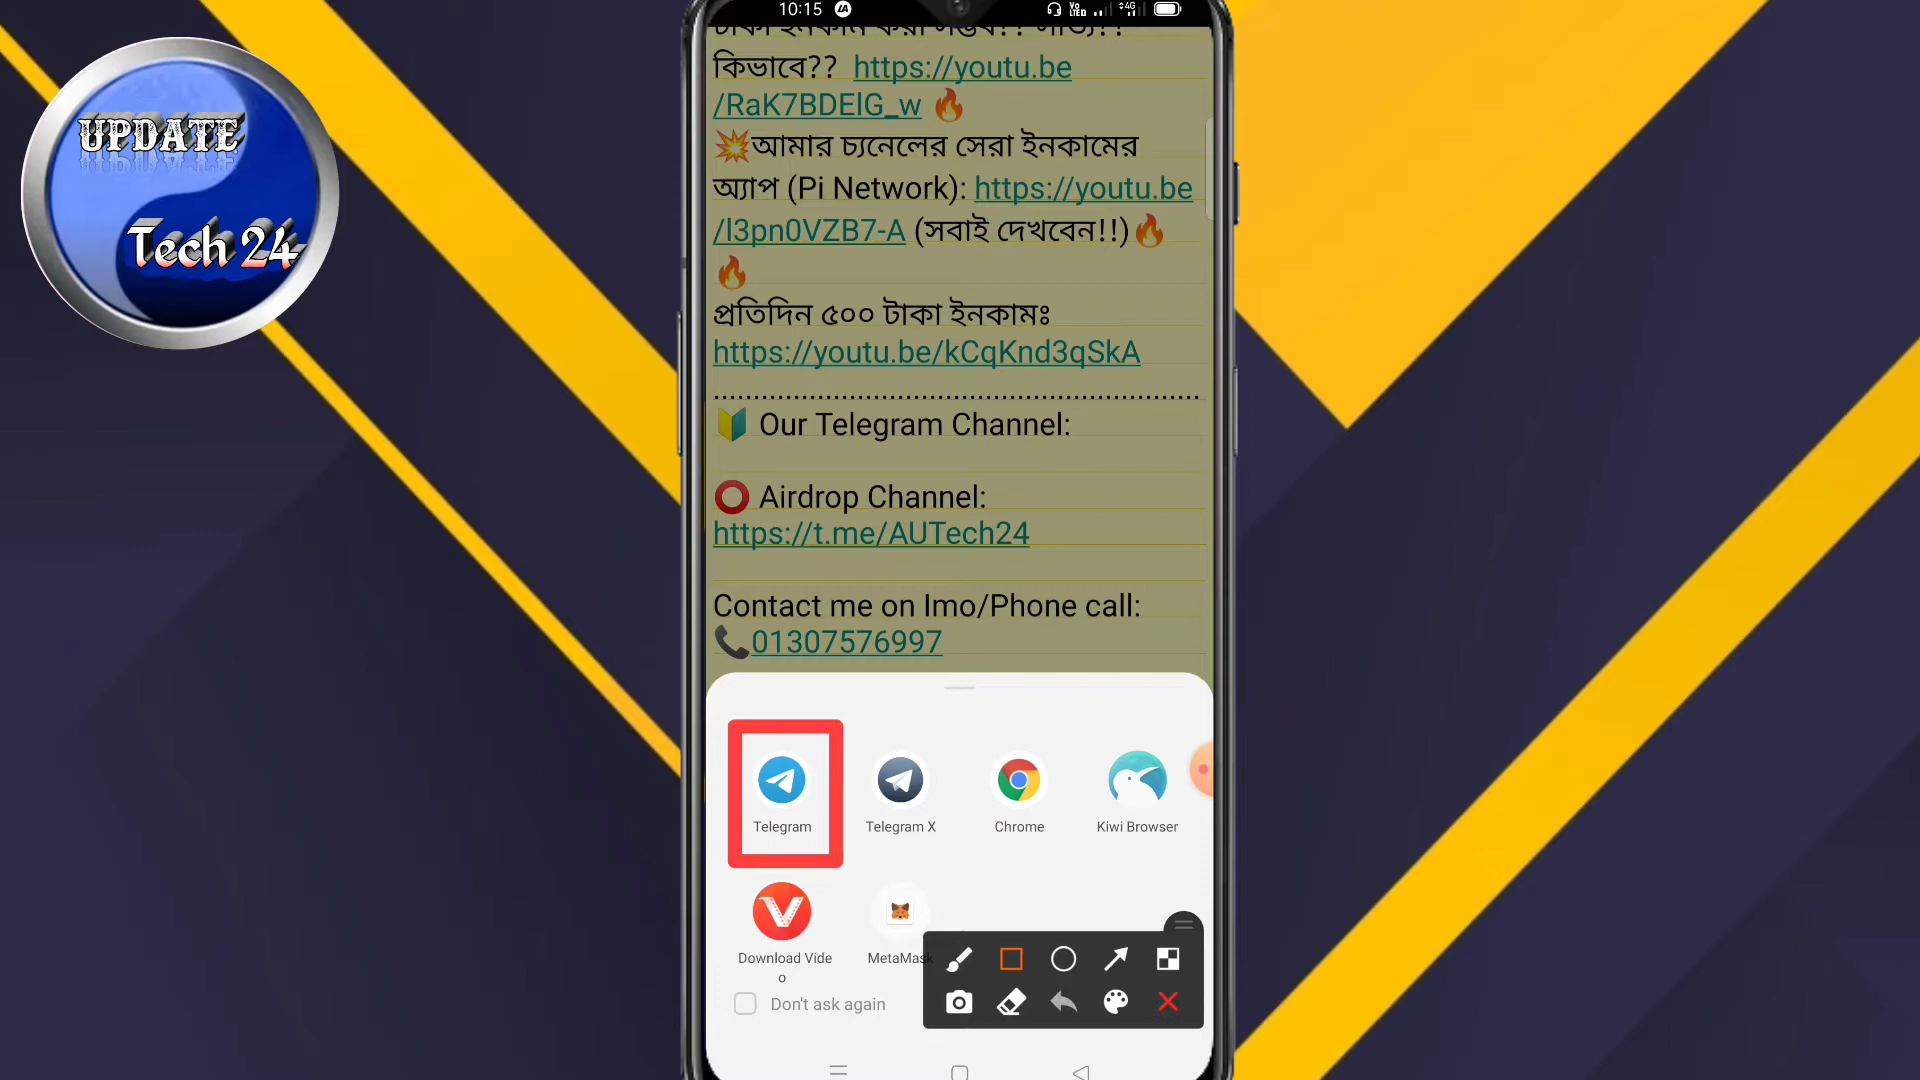 10:15
UPDATE
Tech 24
কিভাবে?? https://youtu.be
/RaK7BDElG_w 🔥
💥আমার চ্যনেলের সেরা ইনকামের
অ্যাপ (Pi Network): https://youtu.be
/l3pn0VZB7-A (সবাই দেখবেন!!)🔥
🔥
প্রতিদিন ৫০০ টাকা ইনকামঃ
https://youtu.be/kCqKnd3qSkA
............................................................
🔰 Our Telegram Channel:
⭕ Airdrop Channel:
https://t.me/AUTech24
Contact me on Imo/Phone call:
📞01307576997
Telegram
Telegram X
Chrome
Kiwi Browser
Download Vide
o
MetaMask
Don't ask again